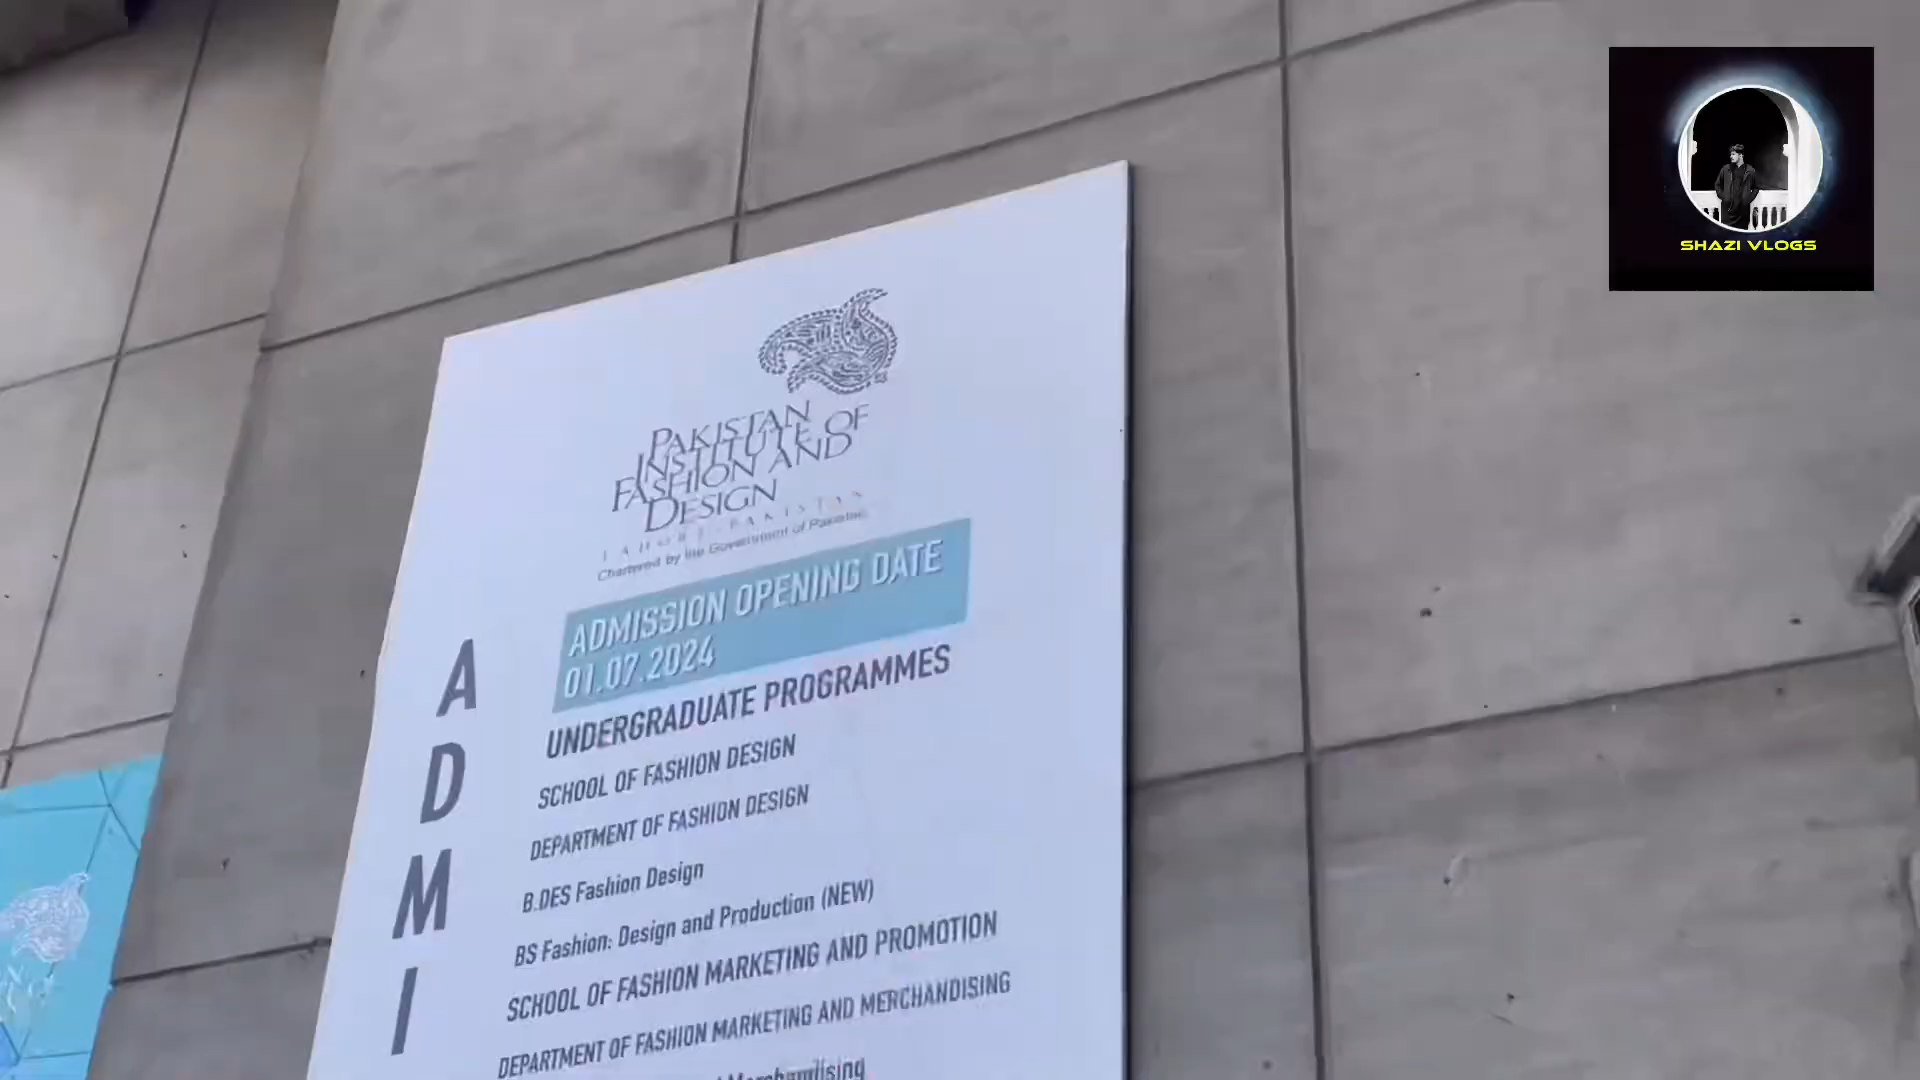 SHAZI VLOGS
PAKISTAN
INSTITUTE OF
FASHION AND
DESIGN
LAHORE-PAKISTAN
Chartered by the Government of Pakistan
ADMISSION OPENING DATE
01.07.2024
UNDERGRADUATE PROGRAMMES
SCHOOL OF FASHION DESIGN
DEPARTMENT OF FASHION DESIGN
B.DES Fashion Design
BS Fashion: Design and Production (NEW)
SCHOOL OF FASHION MARKETING AND PROMOTION
DEPARTMENT OF FASHION MARKETING AND MERCHANDISING
Merchandising
A
D
M
I